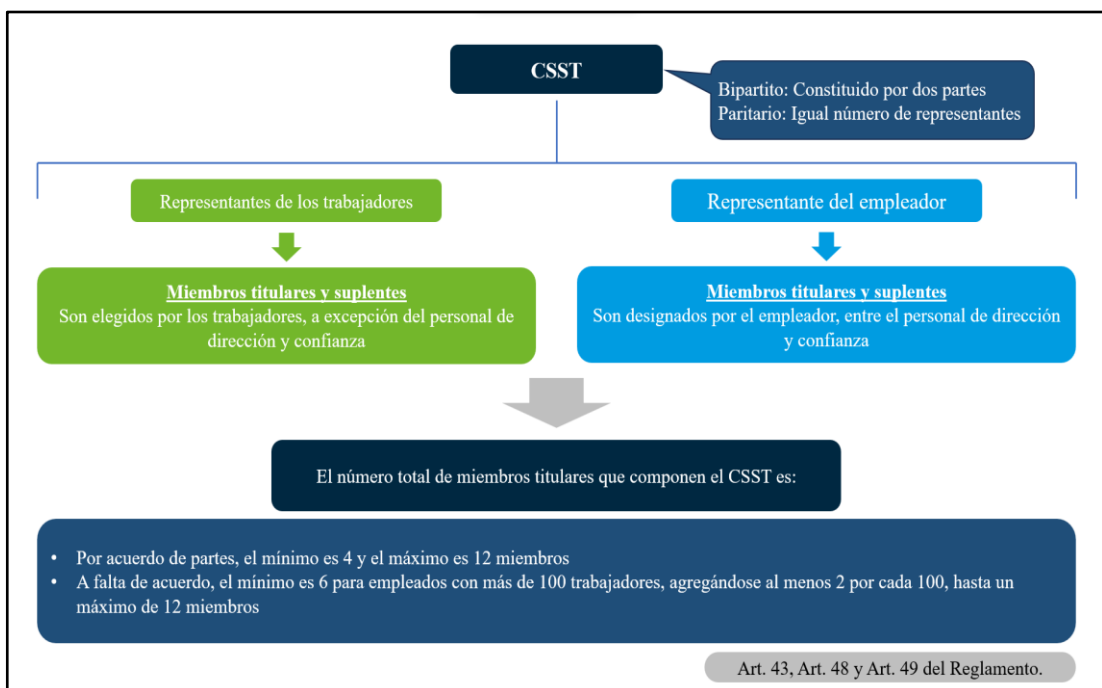 CSST
Bipartito: Constituido por dos partes
Paritario: Igual número de representantes
Representantes de los trabajadores
Representante del empleador
Miembros titulares y suplentes
Son elegidos por los trabajadores, a excepción del personal de
dirección y confianza
Miembros titulares y suplentes
Son designados por el empleador, entre el personal de dirección
y confianza
El número total de miembros titulares que componen el CSST es:
• Por acuerdo de partes, el mínimo es 4 y el máximo es 12 miembros
• A falta de acuerdo, el mínimo es 6 para empleados con más de 100 trabajadores, agregándose al menos 2 por cada 100, hasta un
máximo de 12 miembros
Art. 43, Art. 48 y Art. 49 del Reglamento.